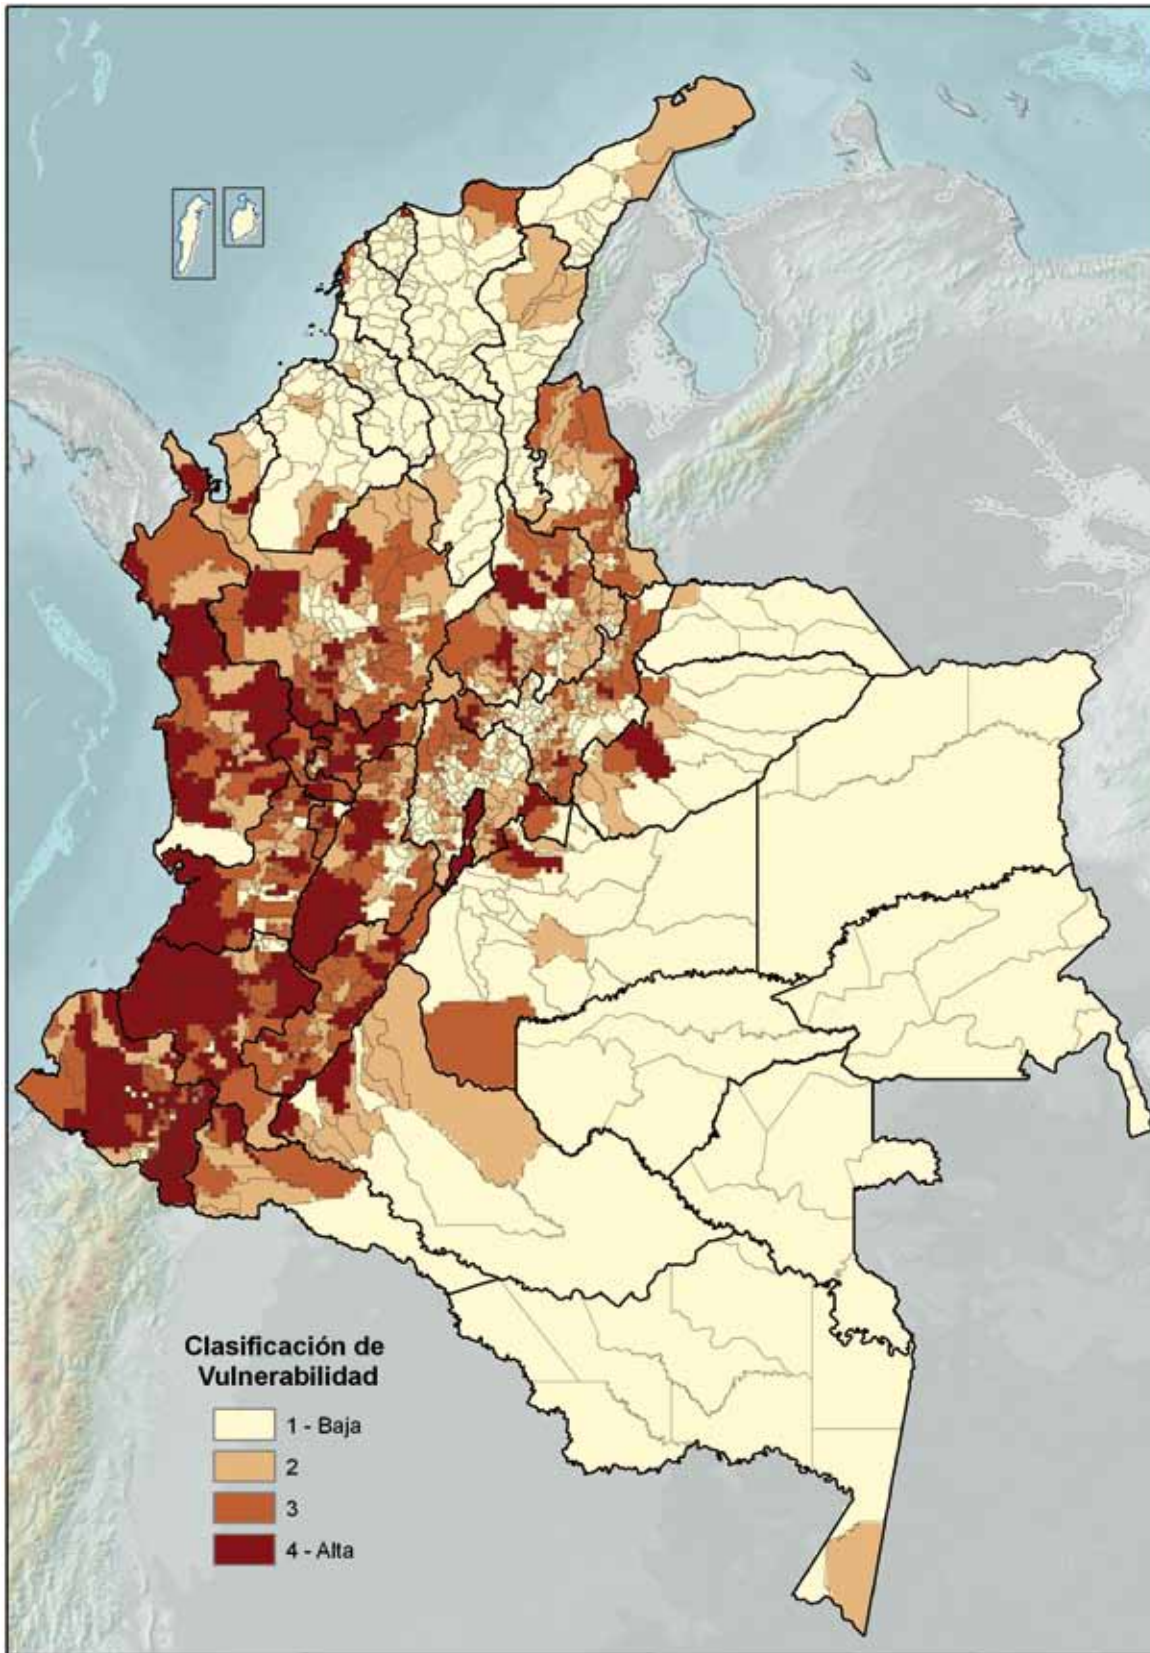 Clasificación de
Vulnerabilidad
1 - Baja
2
3
4 - Alta